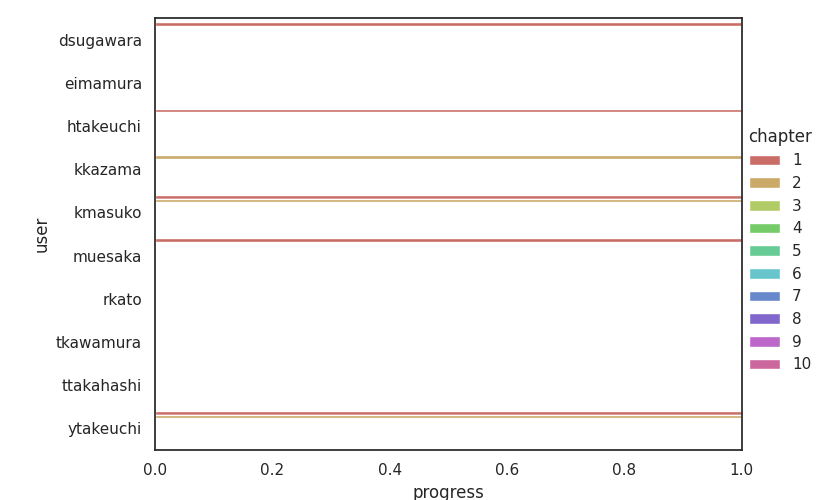 dsugawara
eimamura
htakeuchi
kkazama
kmasuko
muesaka
rkato
tkawamura
ttakahashi
ytakeuchi
user
0.0 0.2 0.4 0.6 0.8 1.0
progress
chapter
1
2
3
4
5
6
7
8
9
10